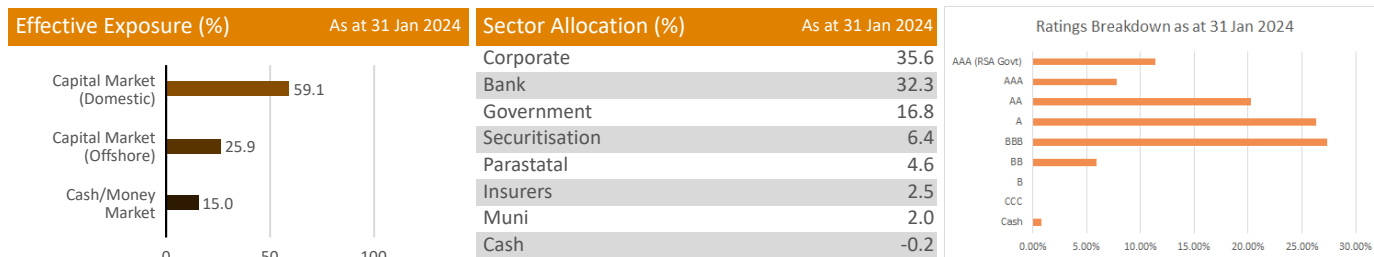 Effective Exposure (%) As at 31 Jan 2024
Capital Market
(Domestic)
59.1
Capital Market
(Offshore)
25.9
Cash/Money
Market
15.0
0 50 100
Sector Allocation (%) As at 31 Jan 2024
Corporate 35.6
Bank 32.3
Government 16.8
Securitisation 6.4
Parastatal 4.6
Insurers 2.5
Muni 2.0
Cash -0.2
Ratings Breakdown as at 31 Jan 2024
AAA (RSA Govt)
AAA
AA
A
BBB
BB
B
CCC
Cash
0.00% 5.00% 10.00% 15.00% 20.00% 25.00% 30.00%